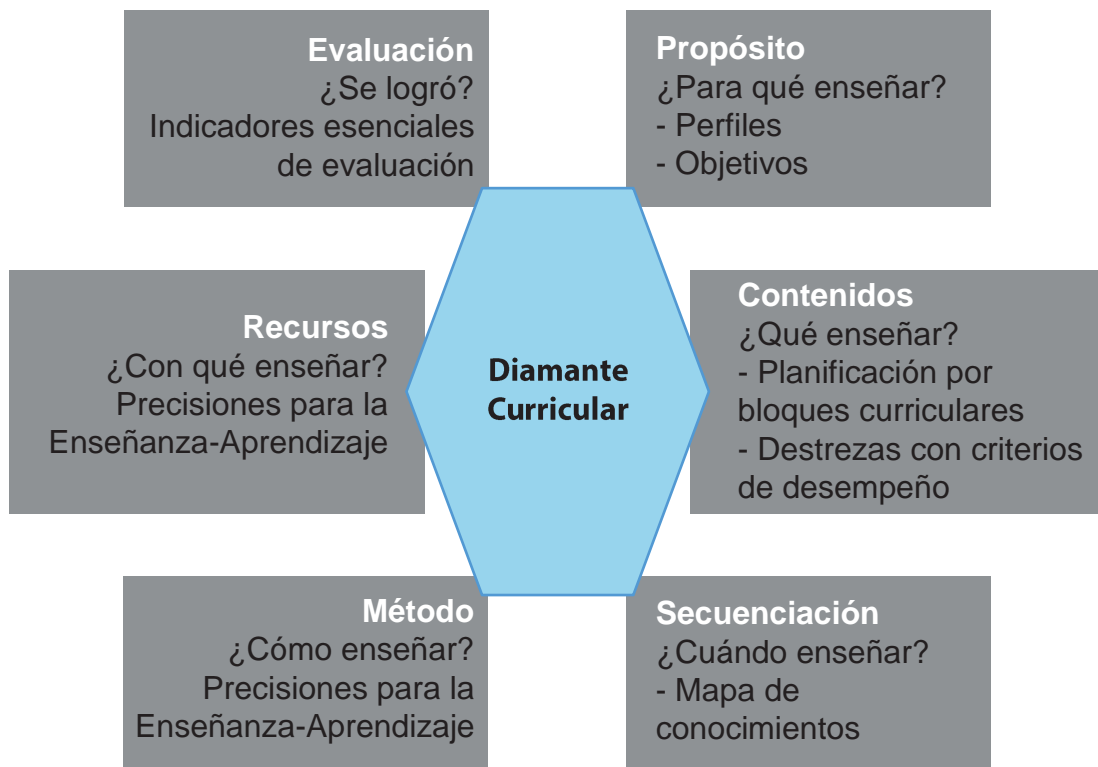 Evaluación
¿Se logró?
Indicadores esenciales
de evaluación
Propósito
¿Para qué enseñar?
- Perfiles
- Objetivos
Recursos
¿Con qué enseñar?
Precisiones para la
Enseñanza-Aprendizaje
Diamante
Curricular
Contenidos
¿Qué enseñar?
- Planificación por
bloques curriculares
- Destrezas con criterios
de desempeño
Método
¿Cómo enseñar?
Precisiones para la
Enseñanza-Aprendizaje
Secuenciación
¿Cuándo enseñar?
- Mapa de
conocimientos